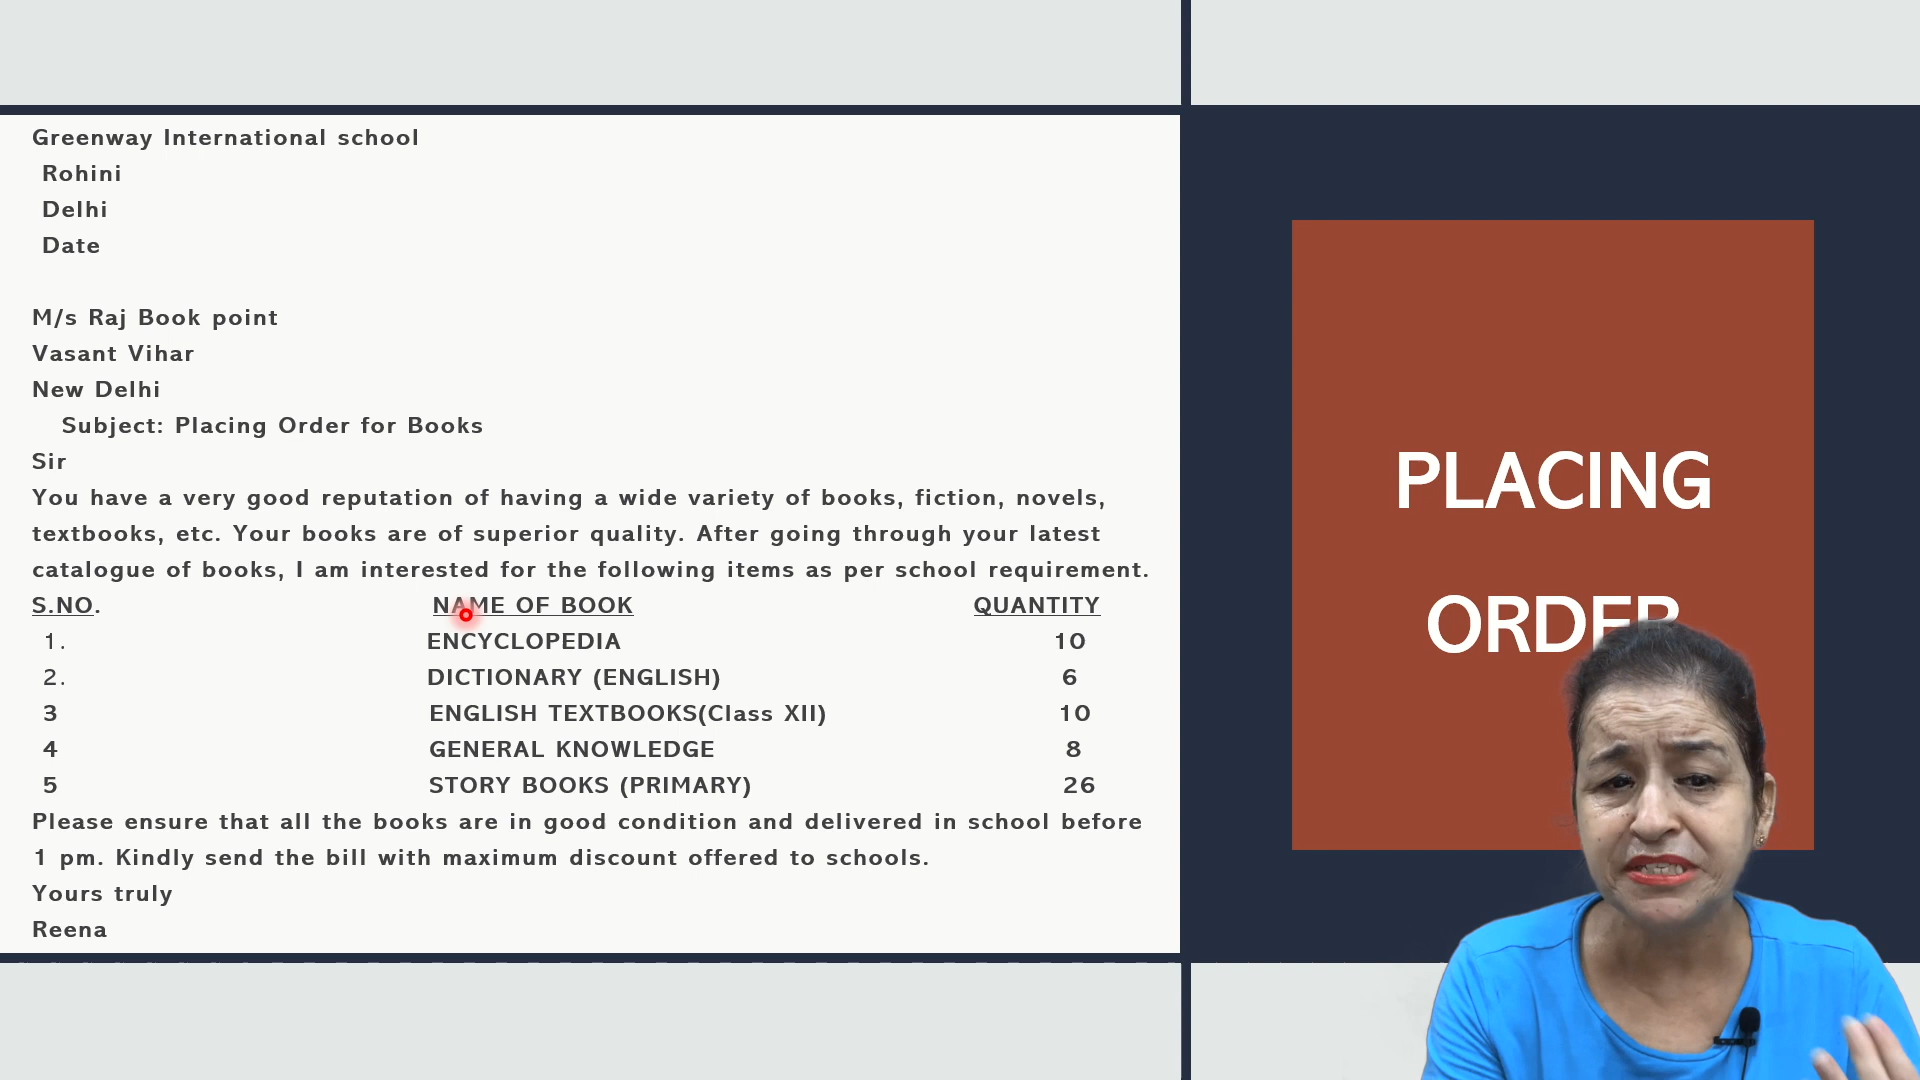 Greenway International school
Rohini
Delhi
Date
M/s Raj Book point
Vasant Vihar
New Delhi
Subject: Placing Order for Books
Sir
You have a very good reputation of having a wide variety of books, fiction, novels,
textbooks, etc. Your books are of superior quality. After going through your latest
catalogue of books, I am interested for the following items as per school requirement.
S.NO. NAME OF BOOK QUANTITY
1. ENCYCLOPEDIA 10
2. DICTIONARY (ENGLISH) 6
3 ENGLISH TEXTBOOKS(Class XII) 10
4 GENERAL KNOWLEDGE 8
5 STORY BOOKS (PRIMARY) 26
Please ensure that all the books are in good condition and delivered in school before
1 pm. Kindly send the bill with maximum discount offered to schools.
Yours truly
Reena
PLACING
ORDER